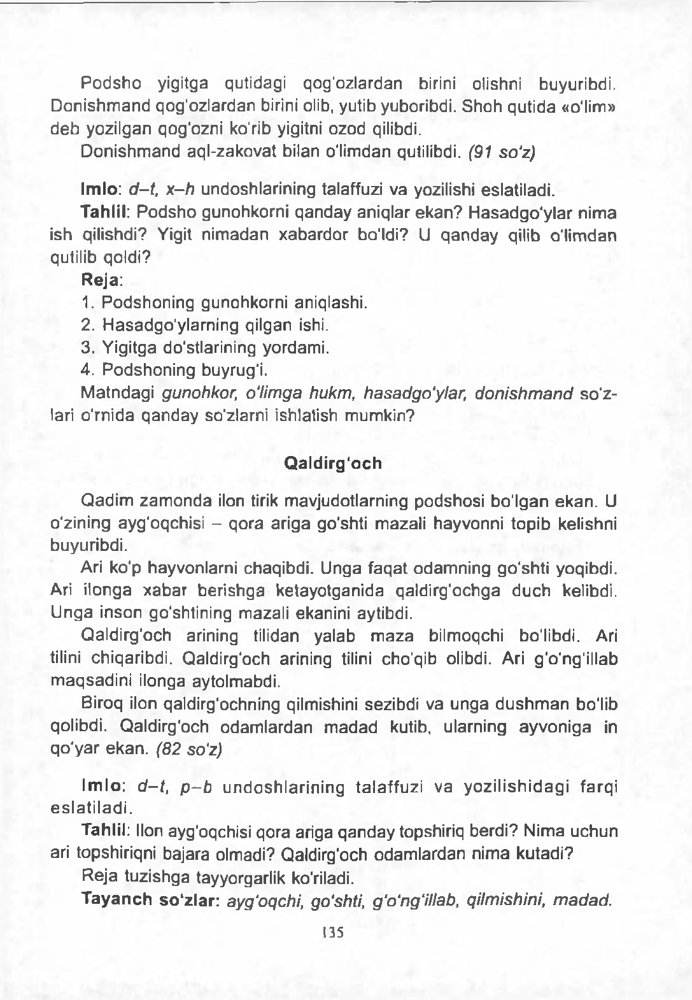 Podsho yigitga qutidagi qog‘ozlardan birini olishni buyuribdi.
Donishmand qog‘ozlardan birini olib, yutib yuboribdi. Shoh qutida «o‘lim»
deb yozilgan qog‘ozni ko‘rib yigitni ozod qilibdi.
Donishmand aql-zakovat bilan o‘limdan qutilibdi. (91 so‘z)
Imlo: d–t, x–h undoshlarining talaffuzi va yozilishi eslatiladi.
Tahlil: Podsho gunohkorni qanday aniqlar ekan? Hasadgo‘ylar nima
ish qilishdi? Yigit nimadan xabardor bo‘ldi? U qanday qilib o‘limdan
qutilib qoldi?
Reja:
1. Podshoning gunohkorni aniqlashi.
2. Hasadgo‘ylarning qilgan ishi.
3. Yigitga do‘stlarining yordami.
4. Podshoning buyrug‘i.
Matndagi gunohkor, o‘limga hukm, hasadgo‘ylar, donishmand so‘z-
lari o‘rnida qanday so‘zlarni ishlatish mumkin?
Qaldirg‘och
Qadim zamonda ilon tirik mavjudotlarning podshosi bo‘lgan ekan. U
o‘zining ayg‘oqchisi – qora ariga go‘shti mazali hayvonni topib kelishni
buyuribdi.
Ari ko‘p hayvonlarni chaqibdi. Unga faqat odamning go‘shti yoqibdi.
Ari ilonga xabar berishga ketayotganida qaldirg‘ochga duch kelibdi.
Unga inson go‘shtining mazali ekanini aytibdi.
Qaldirg‘och arining tilidan yalab maza bilmoqchi bo‘libdi. Ari
tilini chiqaribdi. Qaldirg‘och arining tilini cho‘qib olibdi. Ari g‘o‘ng‘illab
maqsadini ilonga aytolmabdi.
Biroq ilon qaldirg‘ochning qilmishini sezibdi va unga dushman bo‘lib
qolibdi. Qaldirg‘och odamlardan madad kutib, ularning ayvoniga in
qo‘yar ekan. (82 so‘z)
Imlo: d–t, p–b undoshlarining talaffuzi va yozilishidagi farqi
eslatiladi.
Tahlil: Ilon ayg‘oqchisi qora ariga qanday topshiriq berdi? Nima uchun
ari topshiriqni bajara olmadi? Qaldirg‘och odamlardan nima kutadi?
Reja tuzishga tayyorgarlik ko‘riladi.
Tayanch so‘zlar: ayg‘oqchi, go‘shti, g‘o‘ng‘illab, qilmishini, madad.
135